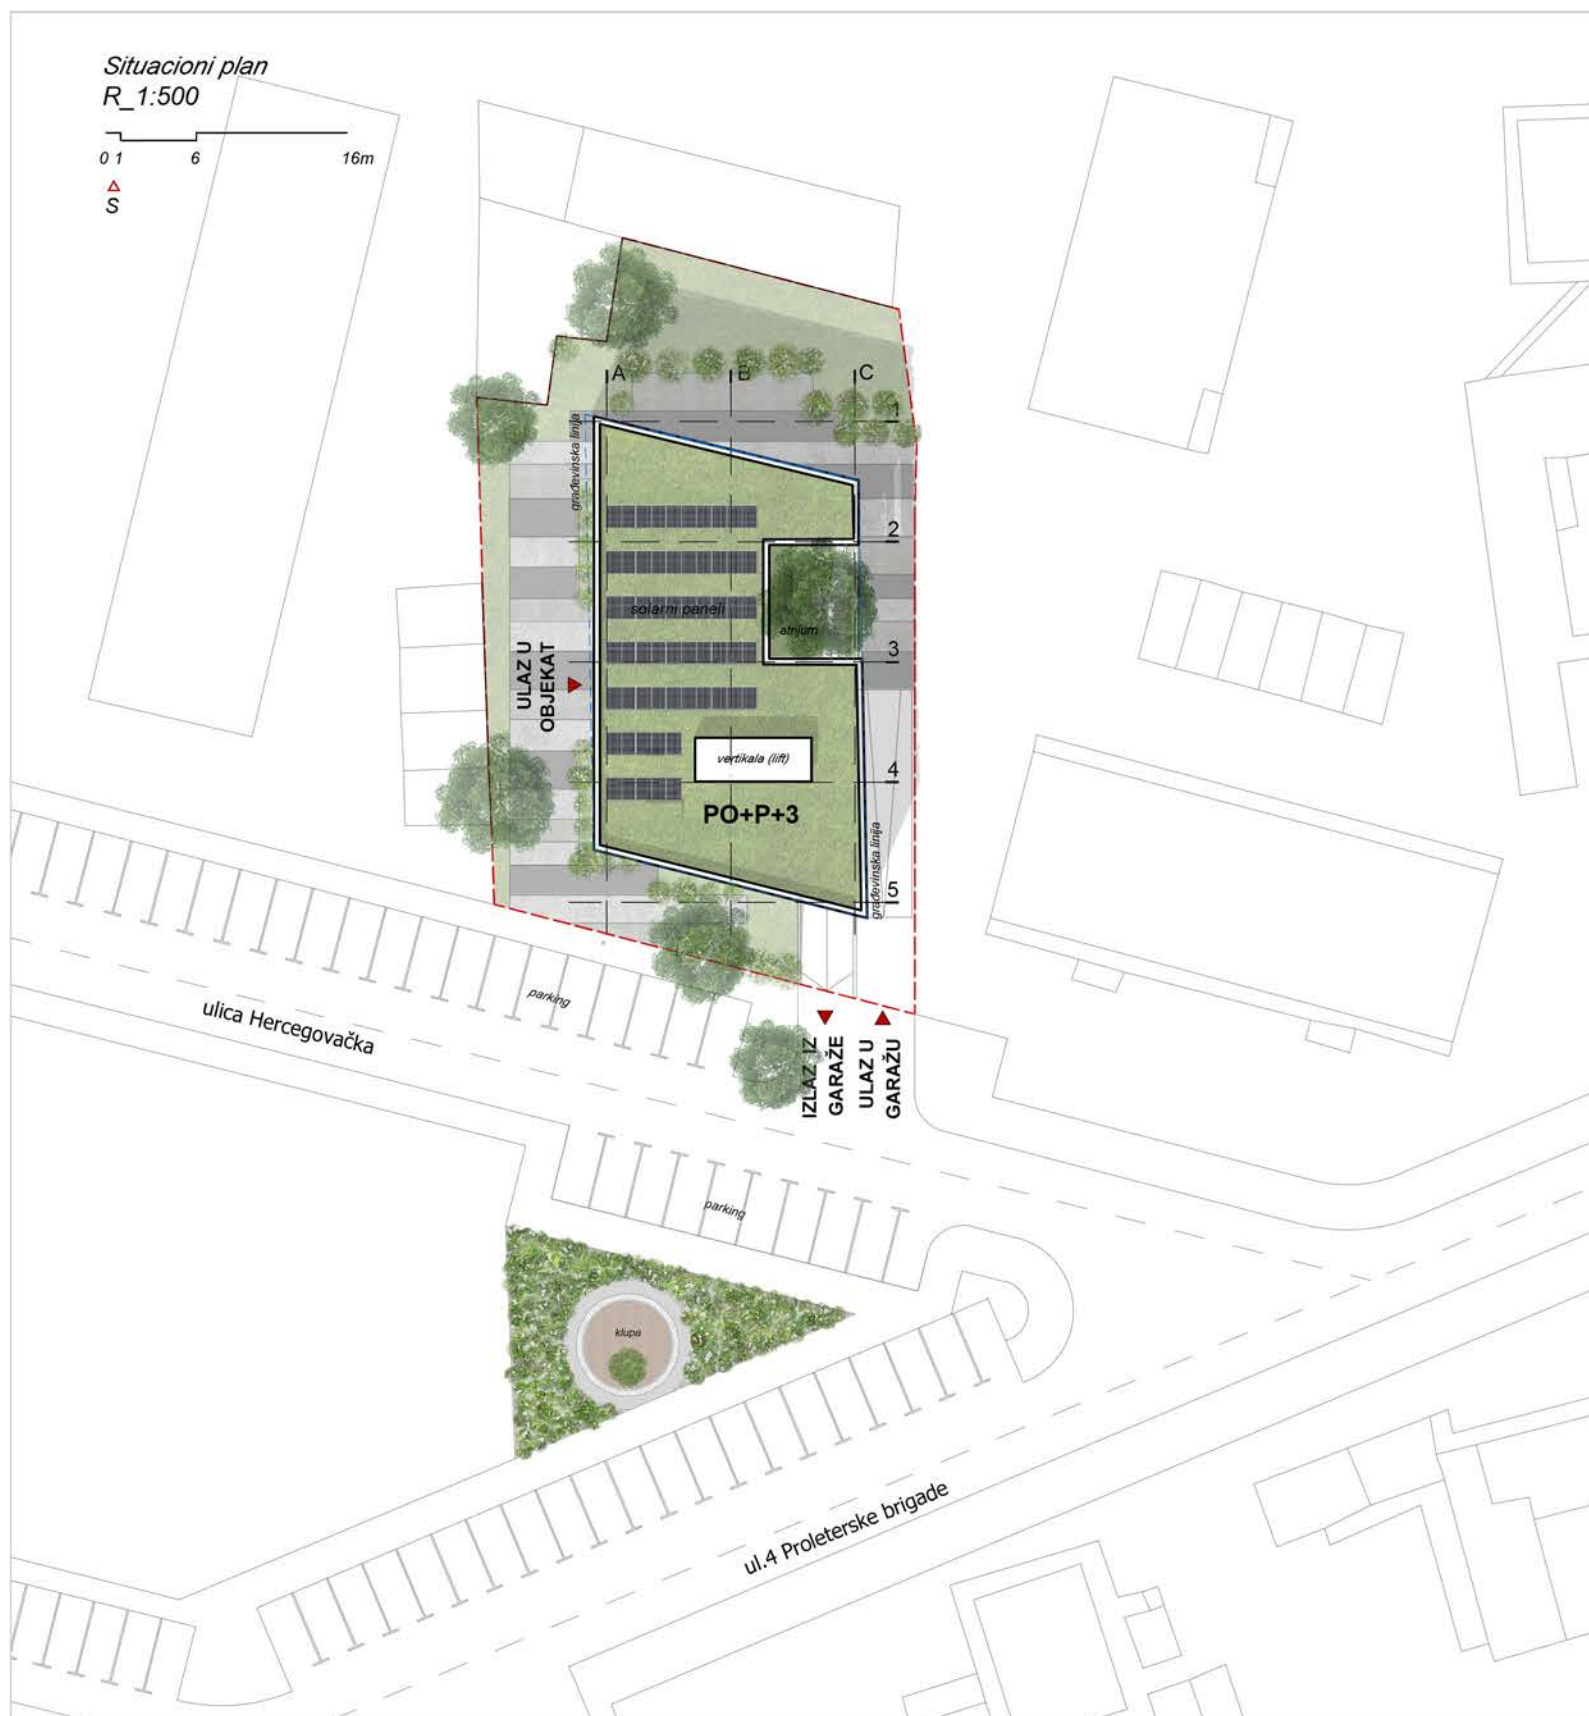 Situacioni plan
R_1:500
0 1 6 16m
S
A B C
1
građevinska linija
2
solarni paneli
atrijum
3
ULAZ U
OBJEKAT
vertikala (lift)
4
PO+P+3
građevinska linija
5
parking
ulica Hercegovačka
IZLAZ IZ
GARAŽE
ULAZ U
GARAŽU
parking
klupa
ul.4 Proleterske brigade